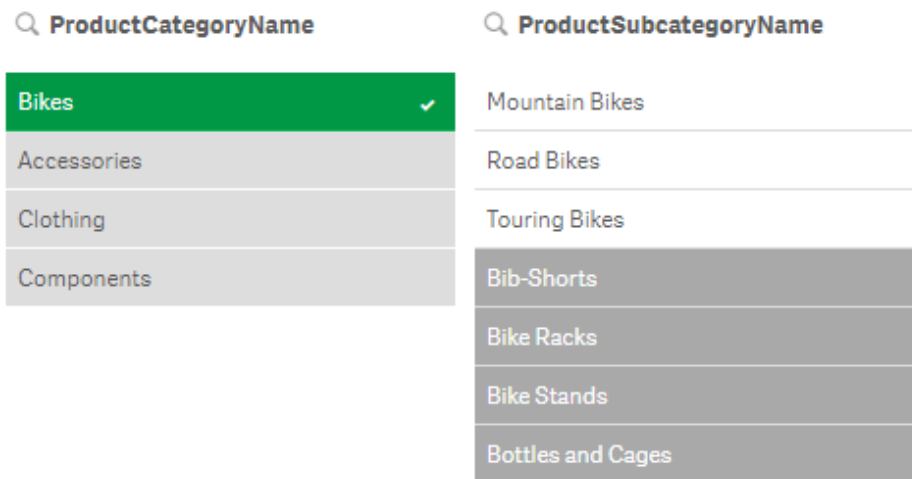 ProductCategoryName
Bikes
Accessories
Clothing
Components
ProductSubcategoryName
Mountain Bikes
Road Bikes
Touring Bikes
Bib-Shorts
Bike Racks
Bike Stands
Bottles and Cages